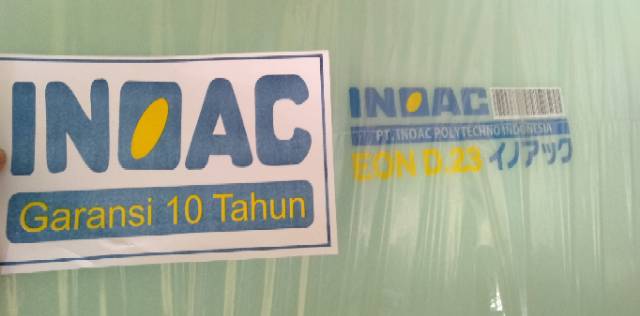 INOAC
Garansi 10 Tahun
INOAC
PT. INOAC POLYTECHNO INDONESIA
EON D.23 イノアック